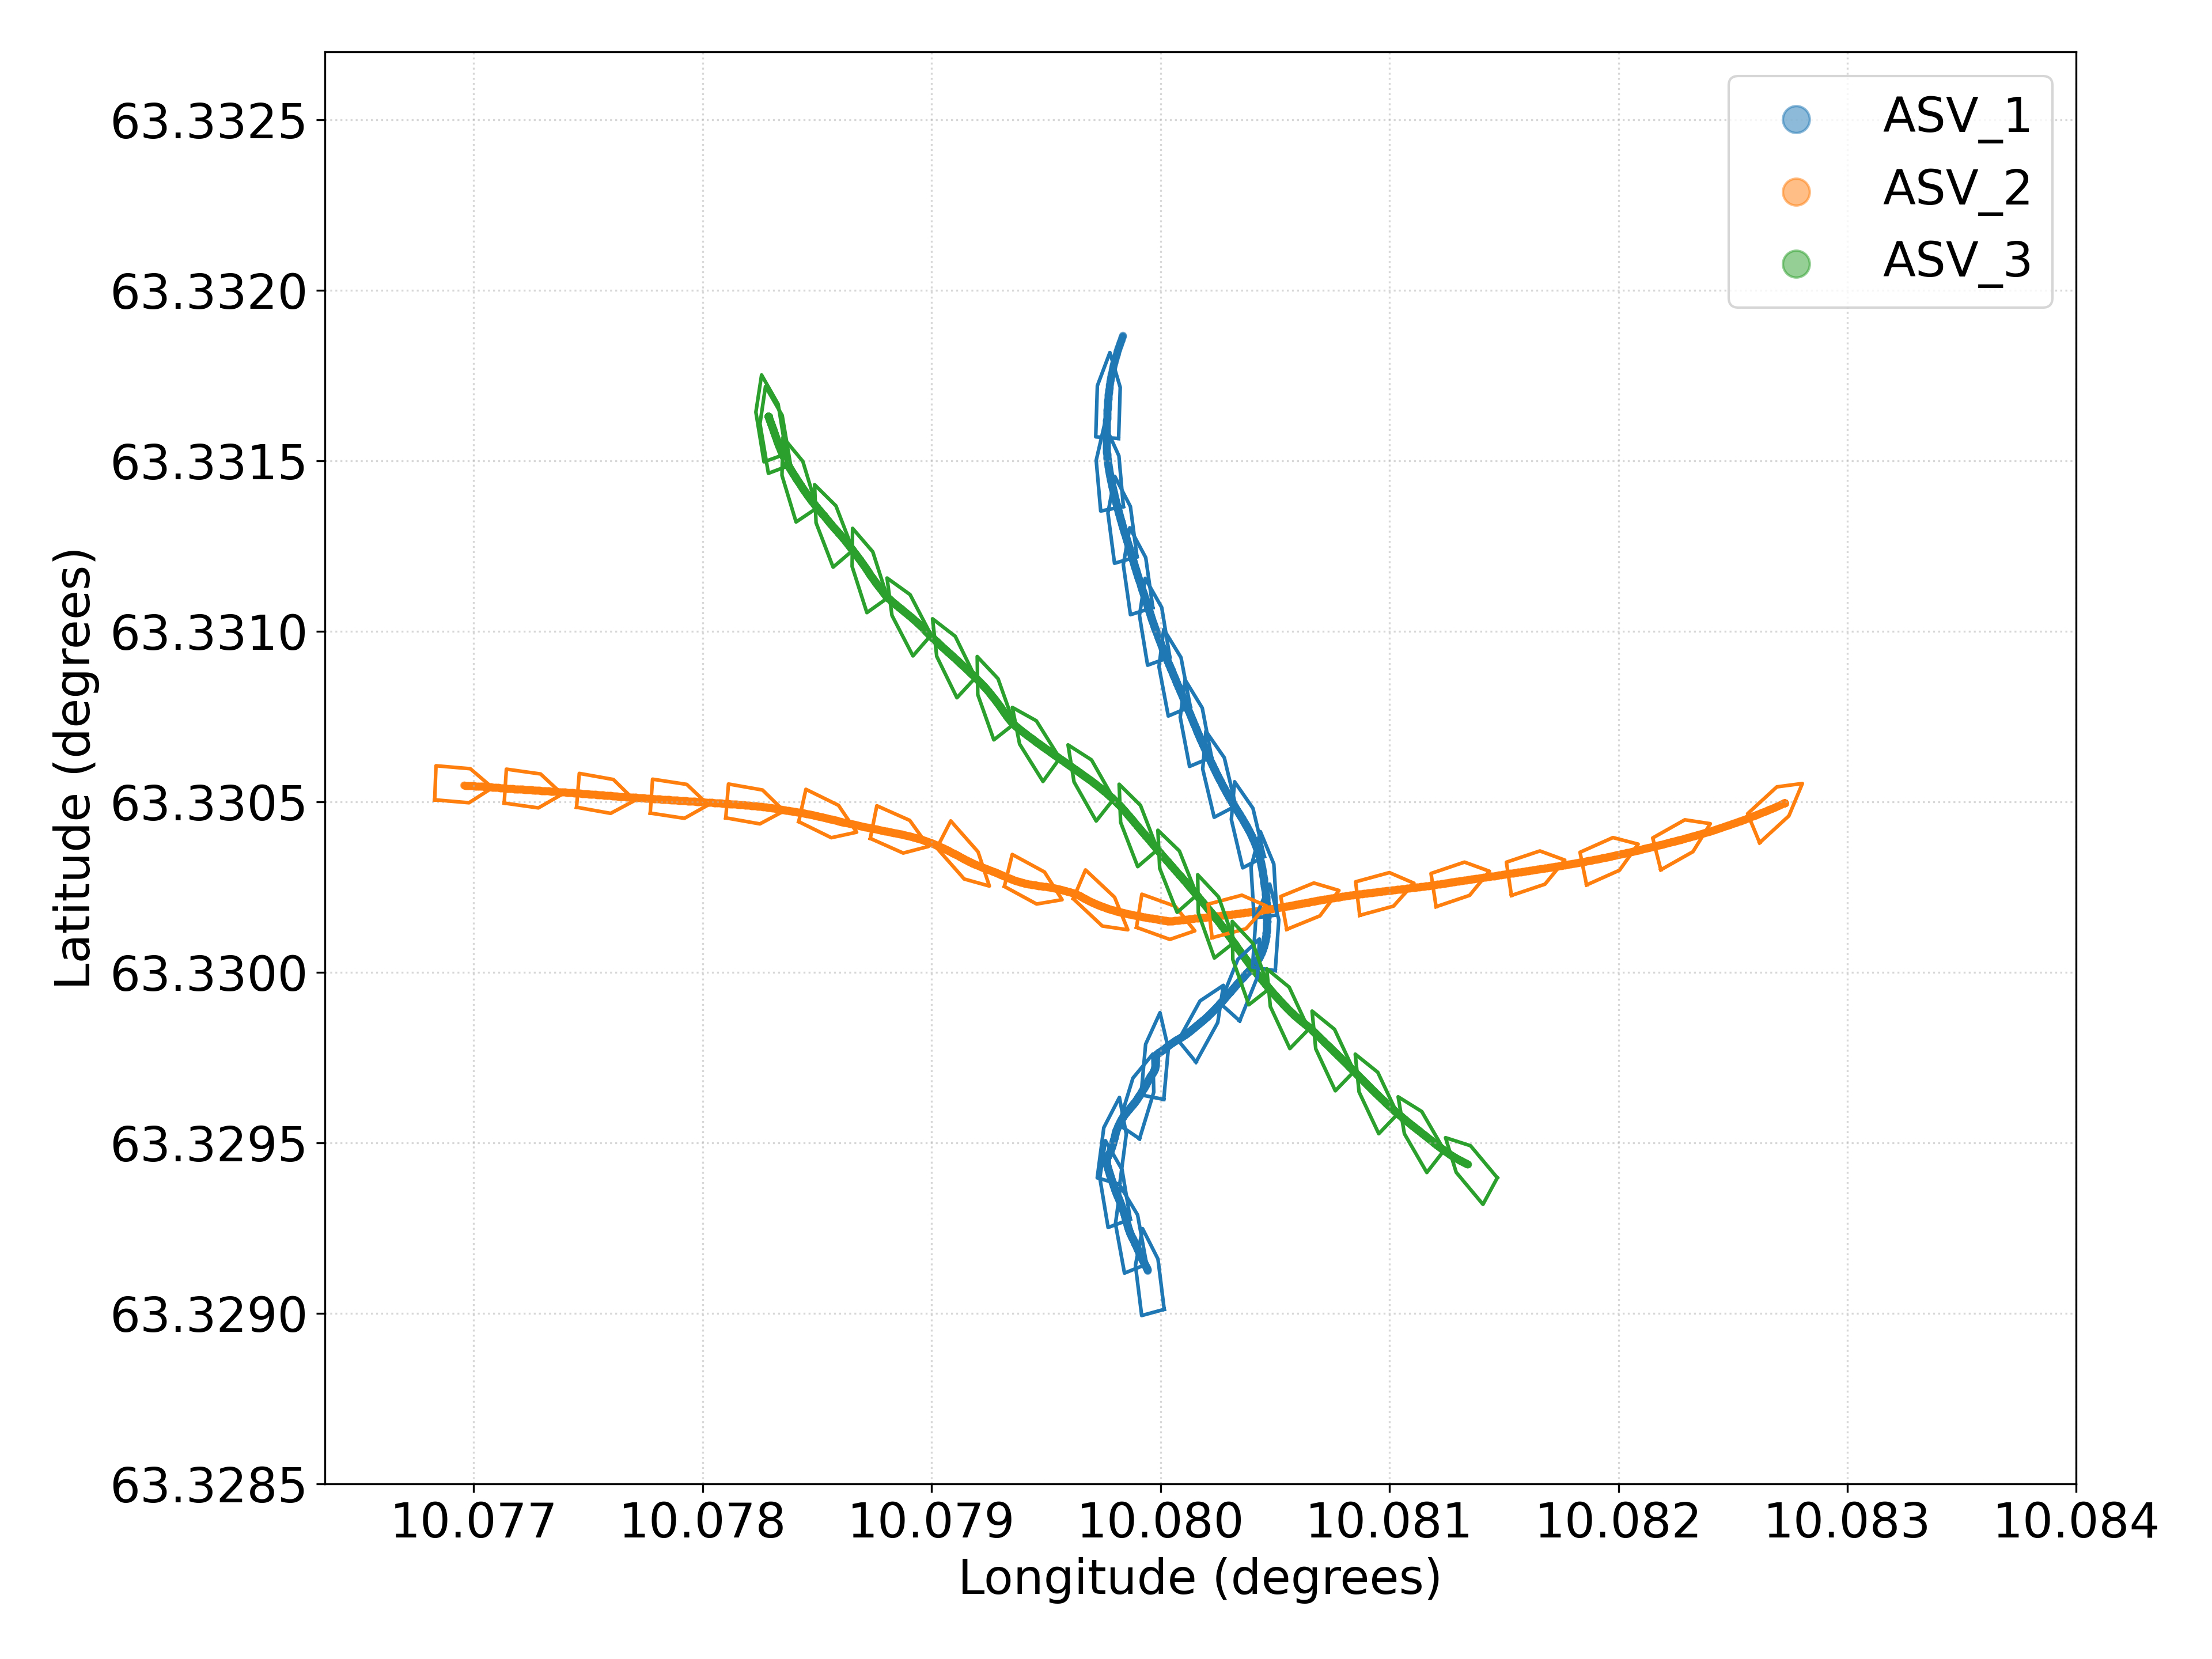 ASV_1
ASV_2
ASV_3
63.3325
63.3320
63.3315
63.3310
63.3305
63.3300
63.3295
63.3290
63.3285
Latitude (degrees)
10.077 10.078 10.079 10.080 10.081 10.082 10.083 10.084
Longitude (degrees)